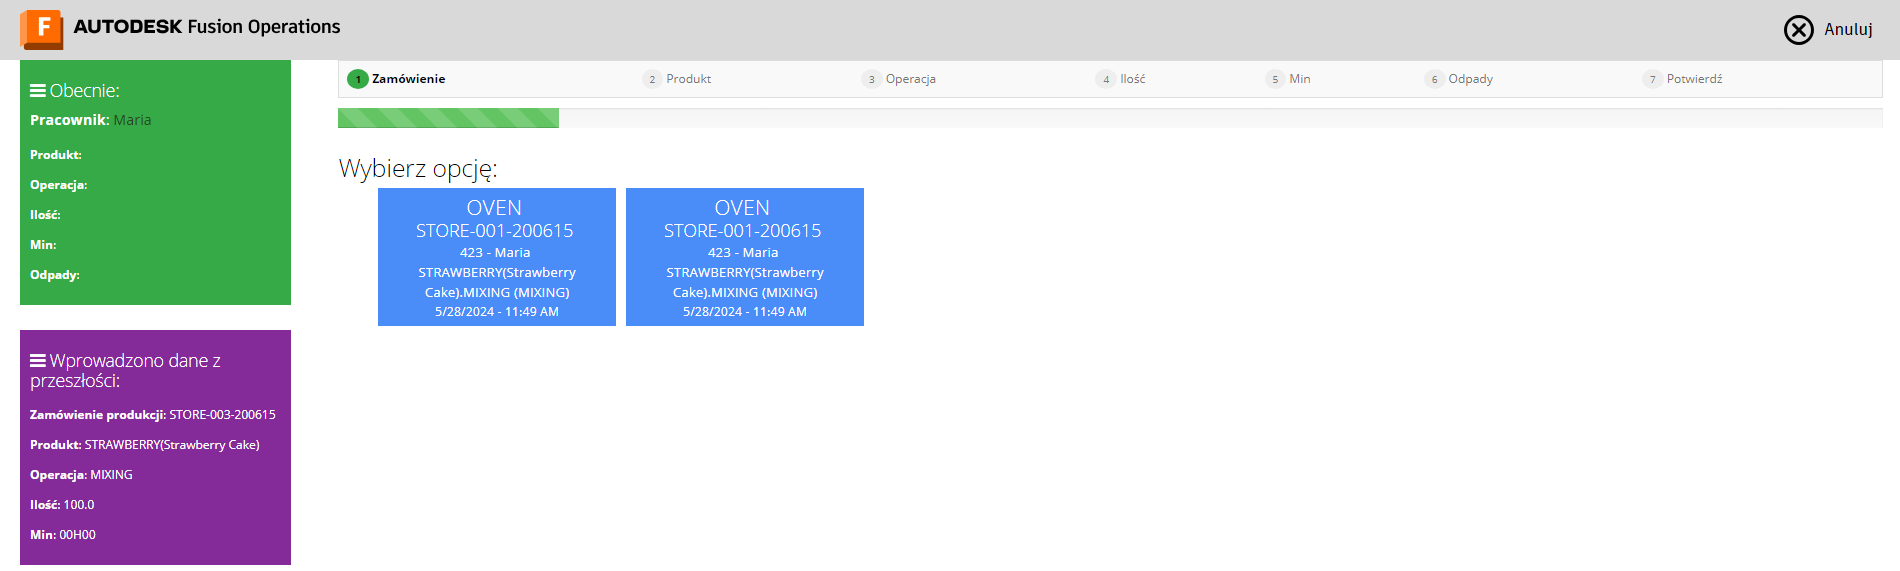 F AUTODESK Fusion Operations
Anuluj
Obecnie:
Pracownik: Maria
Produkt:
Operacja:
Ilość:
Min:
Odpady:
Wprowadzono dane z
przeszłości:
Zamówienie produkcji: STORE-003-200615
Produkt: STRAWBERRY(Strawberry Cake)
Operacja: MIXING
Ilość: 100.0
Min: 00H00
1 Zamówienie
2 Produkt
3 Operacja
4 Ilość
5 Min
6 Odpady
7 Potwierdź
Wybierz opcję:
OVEN
STORE-001-200615
423 - Maria
STRAWBERRY(Strawberry
Cake).MIXING (MIXING)
5/28/2024 - 11:49 AM
OVEN
STORE-001-200615
423 - Maria
STRAWBERRY(Strawberry
Cake).MIXING (MIXING)
5/28/2024 - 11:49 AM